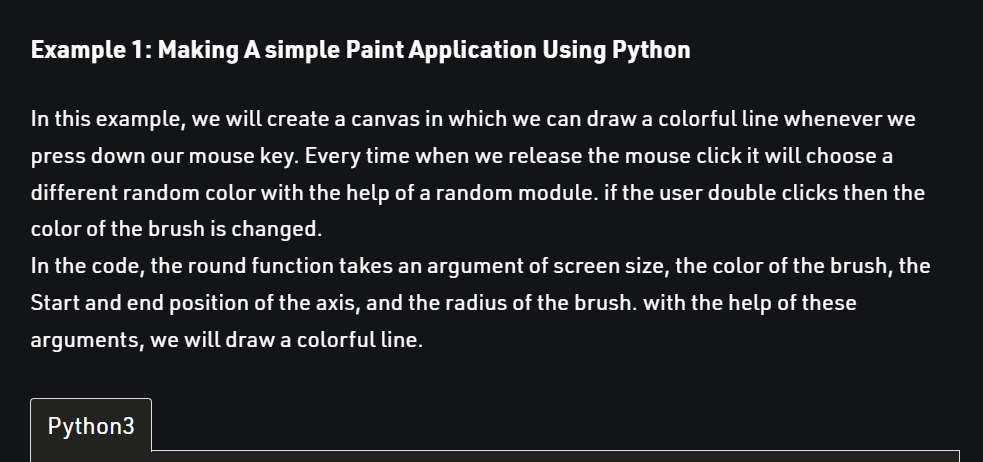 Example 1: Making A simple Paint Application Using Python
In this example, we will create a canvas in which we can draw a colorful line whenever we
press down our mouse key. Every time when we release the mouse click it will choose a
different random color with the help of a random module. if the user double clicks then the
color of the brush is changed.
In the code, the round function takes an argument of screen size, the color of the brush, the
Start and end position of the axis, and the radius of the brush. with the help of these
arguments, we will draw a colorful line.
Python3